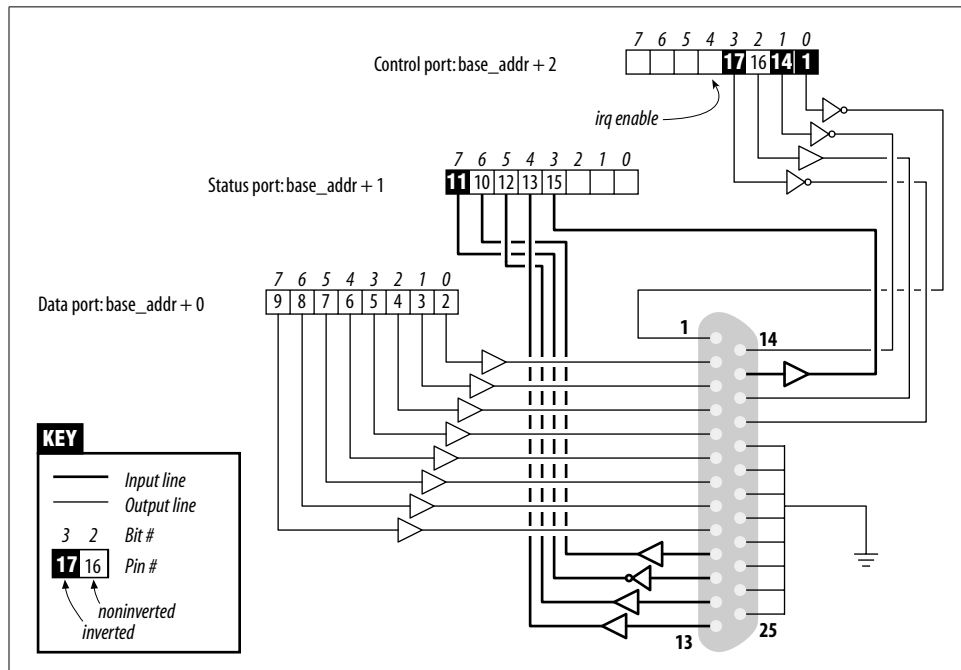 7 6 5 4 3 2 1 0
Control port: base_addr + 2
17 16 14 1
irq enable
7 6 5 4 3 2 1 0
Status port: base_addr + 1
11 10 12 13 15
7 6 5 4 3 2 1 0
Data port: base_addr + 0
9 8 7 6 5 4 3 2
1
14
KEY
Input line
Output line
3 2 Bit #
17 16 Pin #
noninverted
inverted
13
25